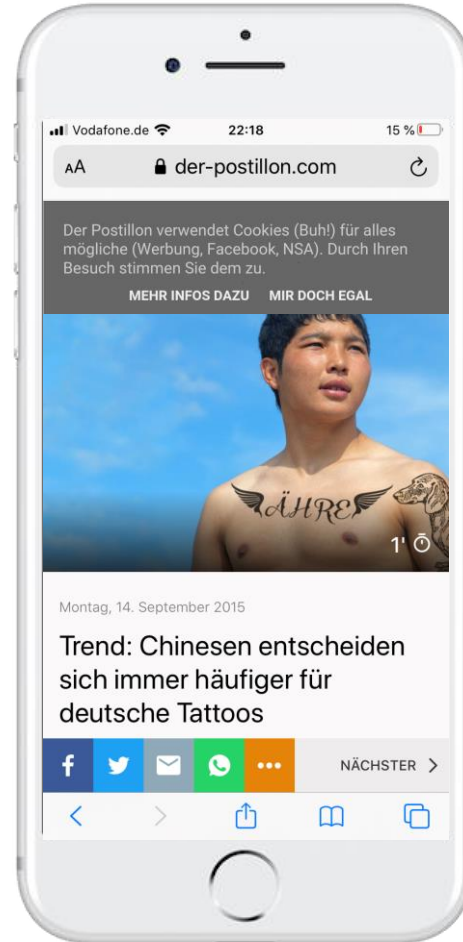 Vodafone.de 22:18 15 %
AA der-postillon.com
Der Postillon verwendet Cookies (Buh!) für alles
mögliche (Werbung, Facebook, NSA). Durch Ihren
Besuch stimmen Sie dem zu.
MEHR INFOS DAZU MIR DOCH EGAL
ÄHRE
1'
Montag, 14. September 2015
Trend: Chinesen entscheiden
sich immer häufiger für
deutsche Tattoos
f NÄCHSTER